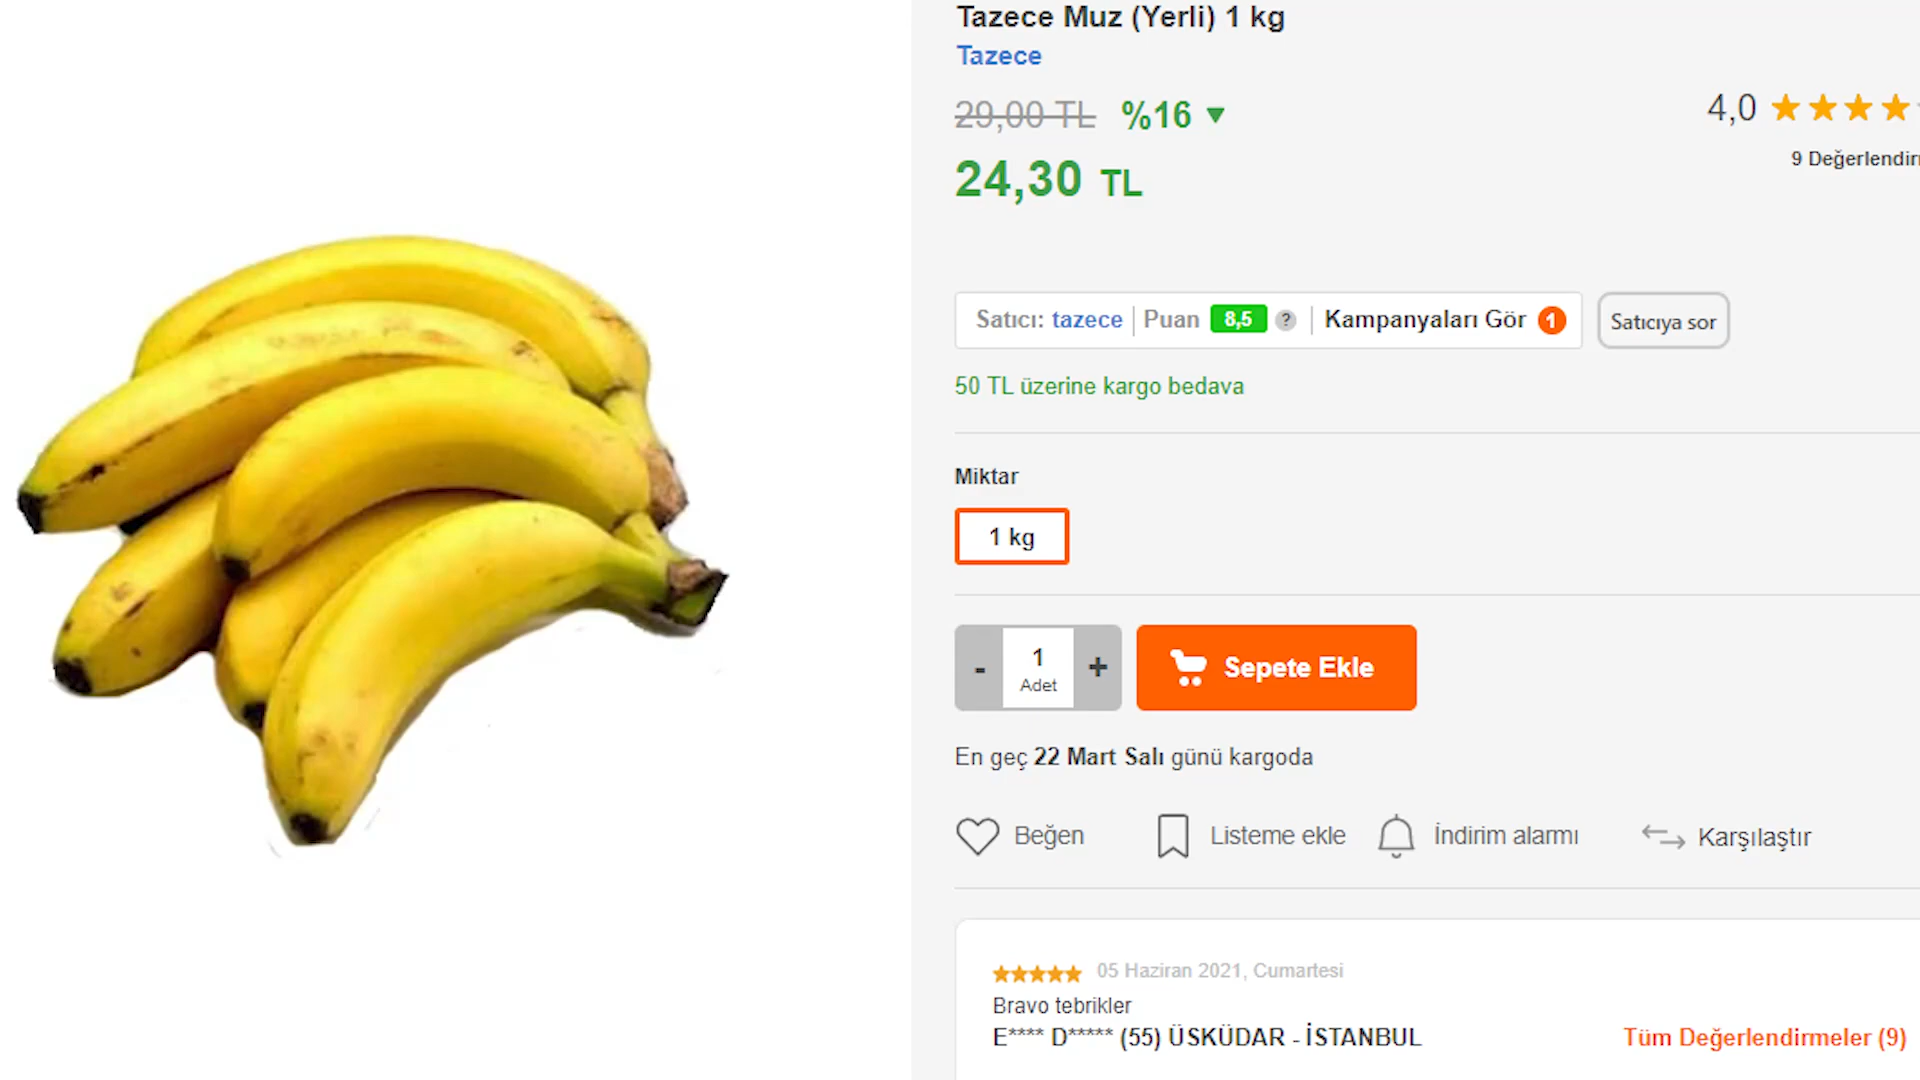 Tazece Muz (Yerli) 1 kg
Tazece
29,00 TL %16
24,30 TL
4,0
9
Satıcı: tazece Puan 8,5 ? Kampanyaları Gör 1
Satıcıya sor
50 TL üzerine kargo bedava
Miktar
1 kg
- 1 +
Adet
Sepete Ekle
En geç 22 Mart Salı günü kargoda
Beğen
Listeme ekle
İndirim alarmı
Karşılaştır
05 Haziran 2021, Cumartesi
Bravo tebrikler
E**** D***** (55) ÜSKÜDAR - İSTANBUL
Tüm Değerlendirmeler (9)